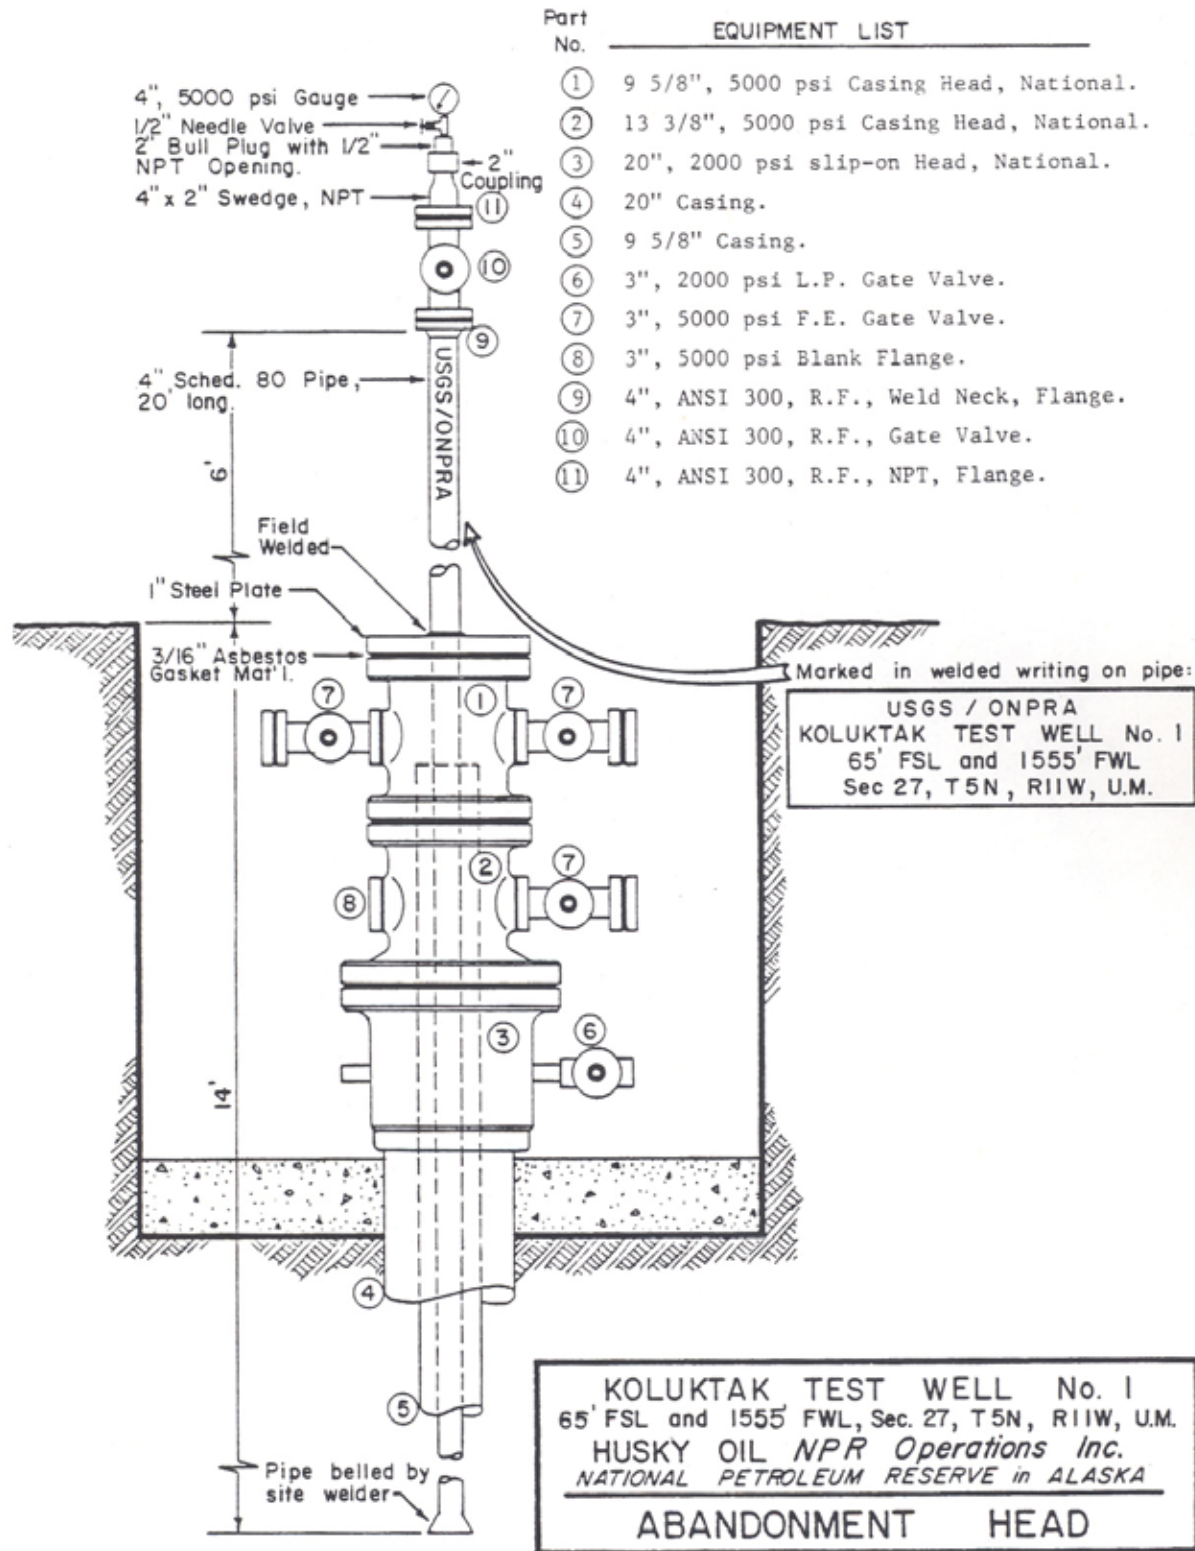 Part
No.
EQUIPMENT LIST
1 9 5/8", 5000 psi Casing Head, National.
2 13 3/8", 5000 psi Casing Head, National.
3 20", 2000 psi slip-on Head, National.
4 20" Casing.
5 9 5/8" Casing.
6 3", 2000 psi L.P. Gate Valve.
7 3", 5000 psi F.E. Gate Valve.
8 3", 5000 psi Blank Flange.
9 4", ANSI 300, R.F., Weld Neck, Flange.
10 4", ANSI 300, R.F., Gate Valve.
11 4", ANSI 300, R.F., NPT, Flange.
4", 5000 psi Gauge
1/2" Needle Valve
2" Bull Plug with 1/2"
NPT Opening.
2"
Coupling
4" x 2" Swedge, NPT
11
10
9
4" Sched. 80 Pipe,
20' long.
USGS/ONPRA
6'
Field
Welded
1" Steel Plate
3/16" Asbestos
Gasket Mat'l.
Marked in welded writing on pipe:
USGS / ONPRA
KOLUKTAK TEST WELL No. 1
65' FSL and 1555' FWL
Sec 27, T5N, R11W, U.M.
7
1
7
2
7
8
3
6
14'
4
5
Pipe belled by
site welder
KOLUKTAK TEST WELL No. 1
65' FSL and 1555' FWL, Sec. 27, T5N, R11W, U.M.
HUSKY OIL NPR Operations Inc.
NATIONAL PETROLEUM RESERVE in ALASKA
ABANDONMENT HEAD